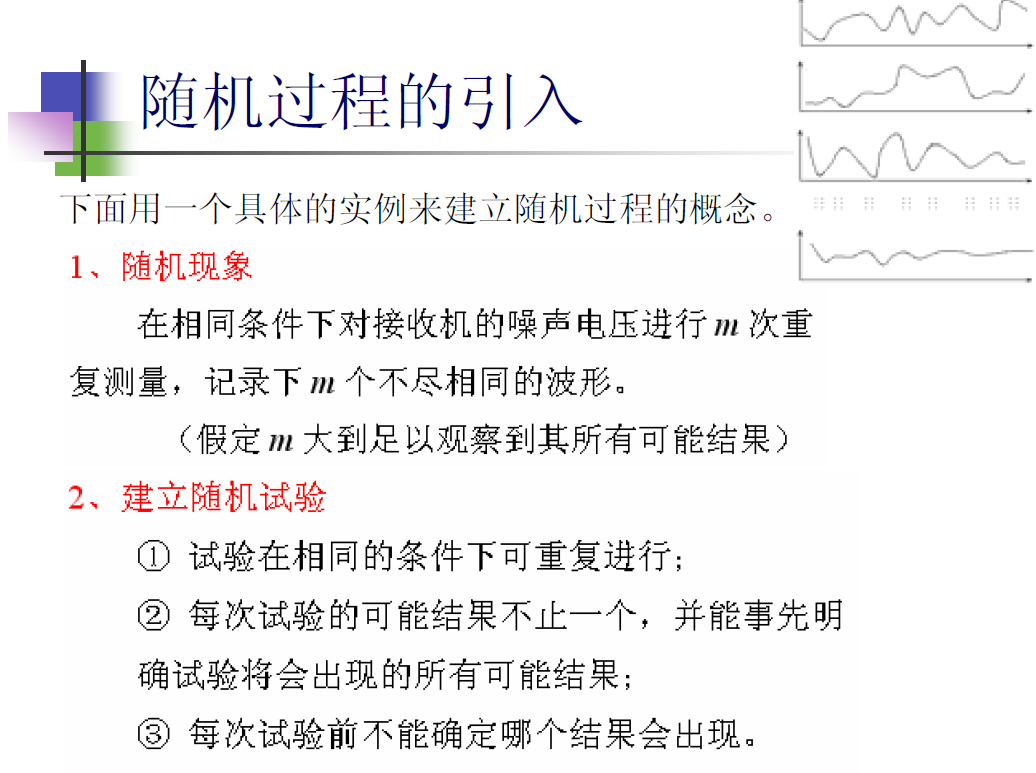 随机过程的引入
下面用一个具体的实例来建立随机过程的概念。
1、随机现象
在相同条件下对接收机的噪声电压进行 m 次重
复测量，记录下 m 个不尽相同的波形。
（假定 m 大到足以观察到其所有可能结果）
2、建立随机试验
① 试验在相同的条件下可重复进行；
② 每次试验的可能结果不止一个，并能事先明
确试验将会出现的所有可能结果；
③ 每次试验前不能确定哪个结果会出现。